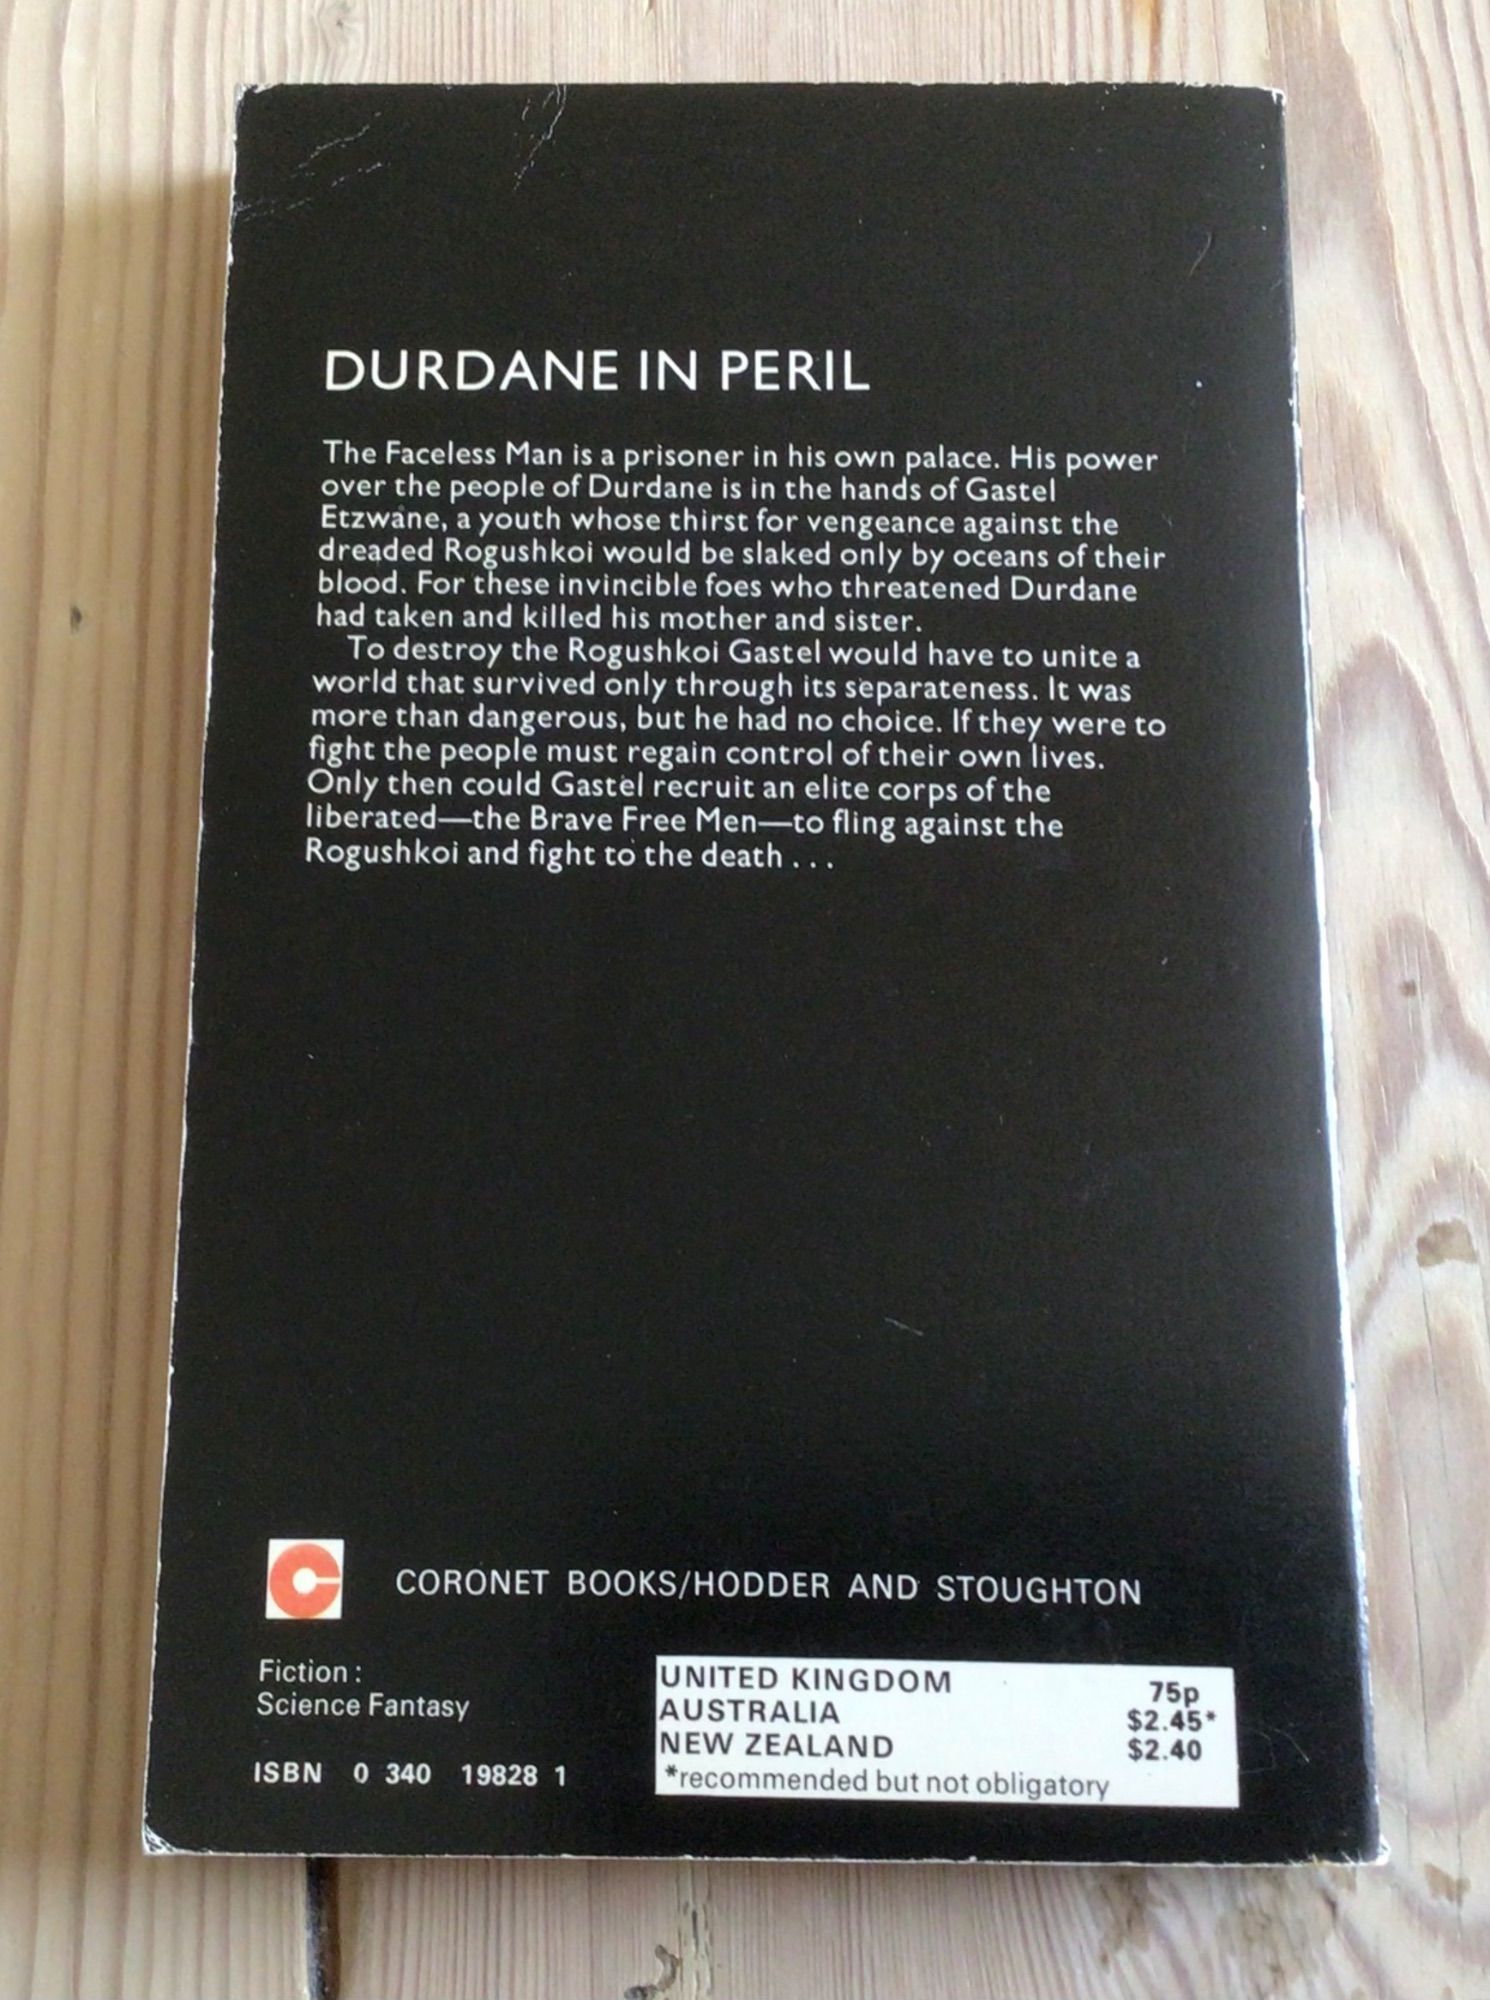 DURDANE IN PERIL
The Faceless Man is a prisoner in his own palace. His power
over the people of Durdane is in the hands of Gastel
Etzwane, a youth whose thirst for vengeance against the
dreaded Rogushkoi would be slaked only by oceans of their
blood. For these invincible foes who threatened Durdane
had taken and killed his mother and sister.
To destroy the Rogushkoi Gastel would have to unite a
world that survived only through its separateness. It was
more than dangerous, but he had no choice. If they were to
fight the people must regain control of their own lives.
Only then could Gastel recruit an elite corps of the
liberated—the Brave Free Men—to fling against the
Rogushkoi and fight to the death . . .
CORONET BOOKS/HODDER AND STOUGHTON
Fiction :
Science Fantasy
ISBN 0 340 19828 1
UNITED KINGDOM 75p
AUSTRALIA $2.45*
NEW ZEALAND $2.40
*recommended but not obligatory